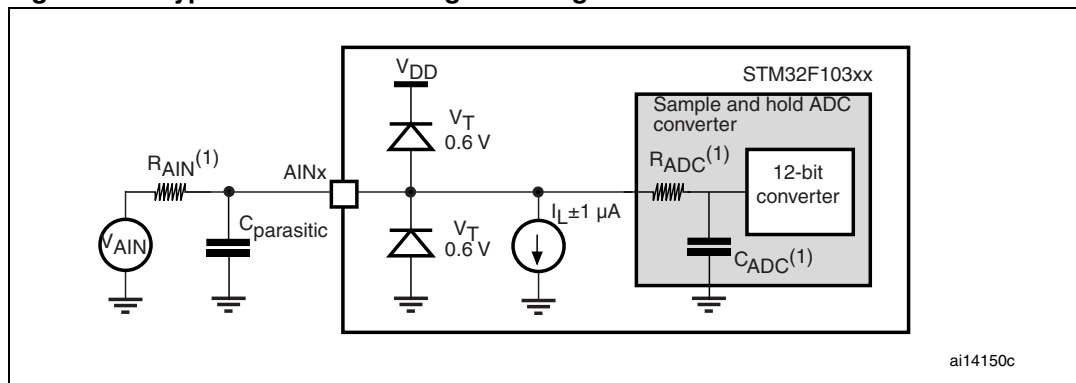 V_DD
STM32F103xx
Sample and hold ADC
converter
V_T
0.6 V
R_AIN(1)
AINx
R_ADC(1)
12-bit
converter
I_L±1 µA
V_AIN
C_parasitic
V_T
0.6 V
C_ADC(1)
ai14150c